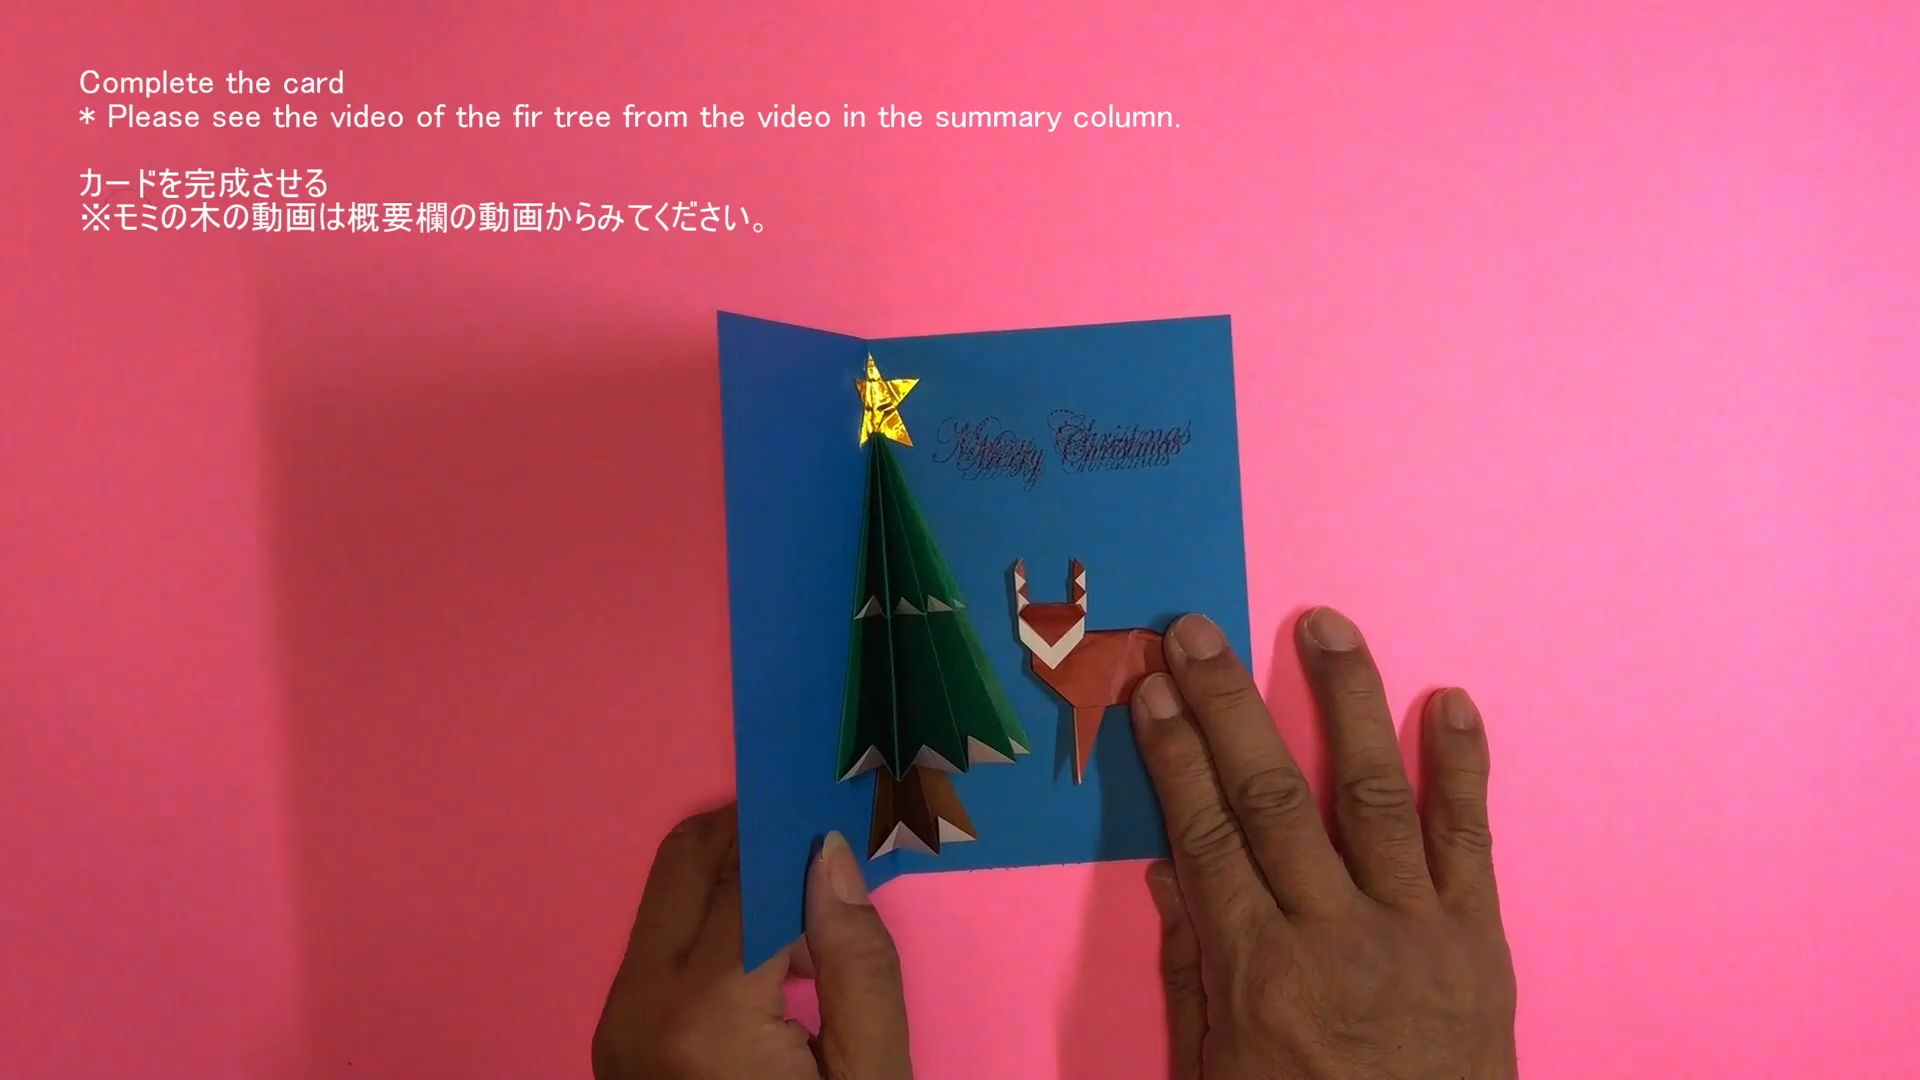 Complete the card
* Please see the video of the fir tree from the video in the summary column.
カードを完成させる
※モミの木の動画は概要欄の動画からみてください。
Merry Christmas